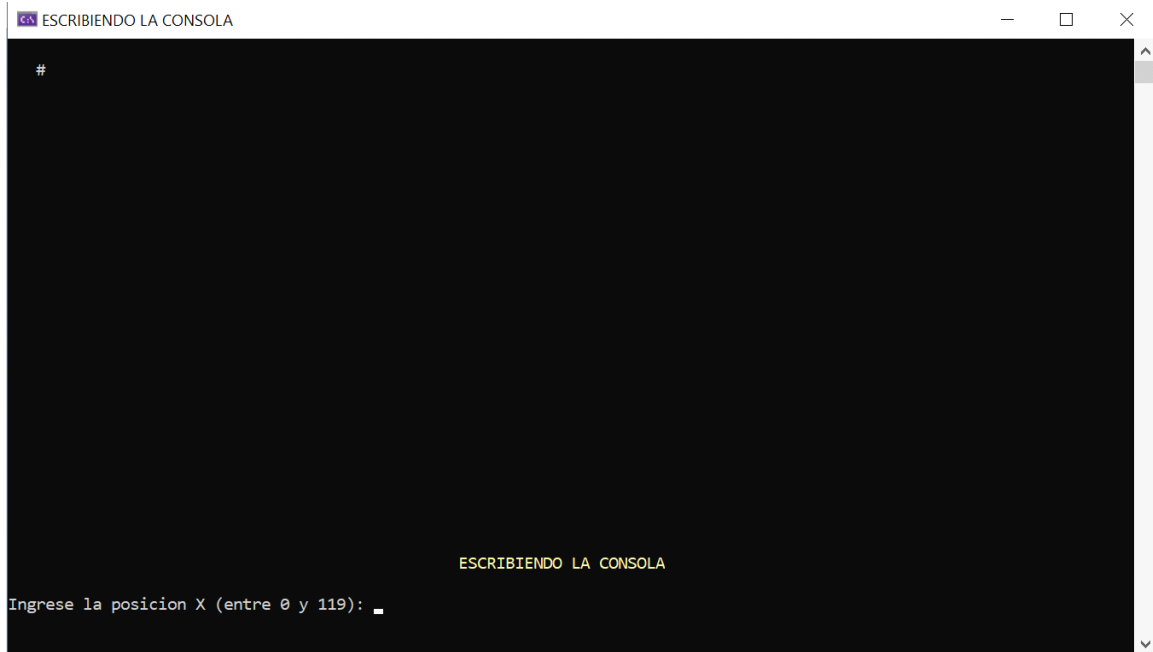 ESCRIBIENDO LA CONSOLA
#
ESCRIBIENDO LA CONSOLA
Ingrese la posicion X (entre 0 y 119): _